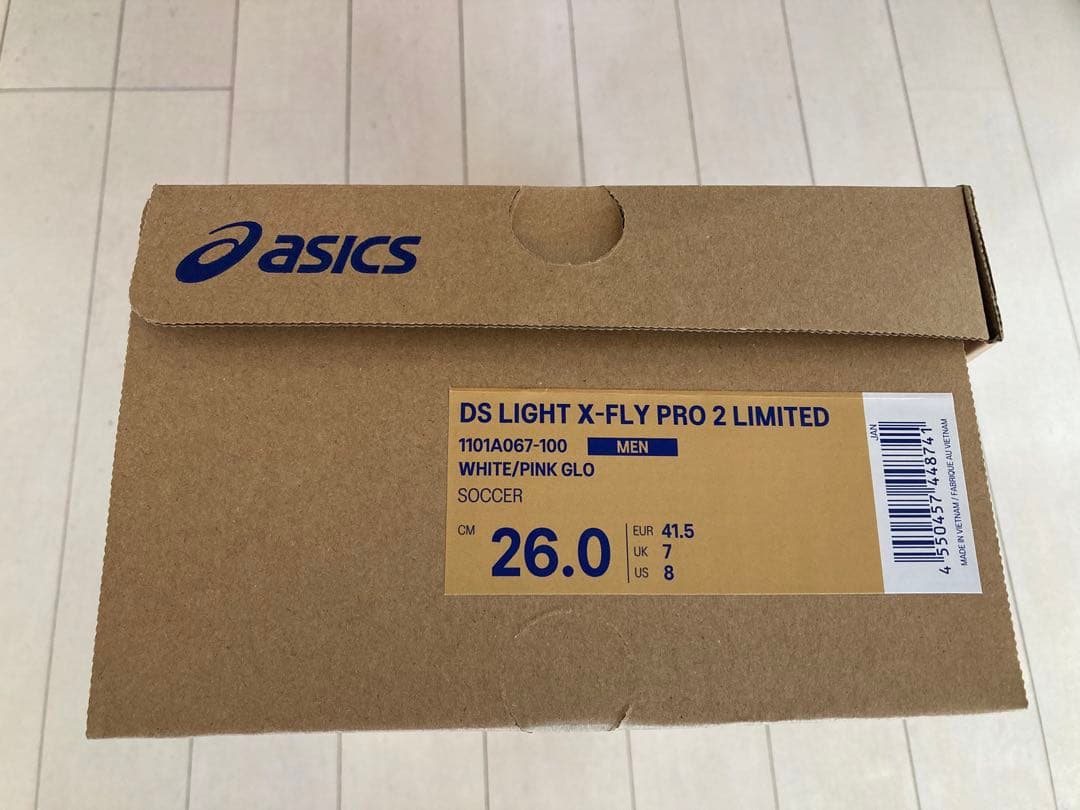 asics
DS LIGHT X-FLY PRO 2 LIMITED
1101A067-100 MEN
WHITE/PINK GLO
SOCCER
CM 26.0
EUR 41.5
UK 7
US 8
JAN
4 550457 448741
MADE IN VIETNAM / FABRIQUE AU VIETNAM